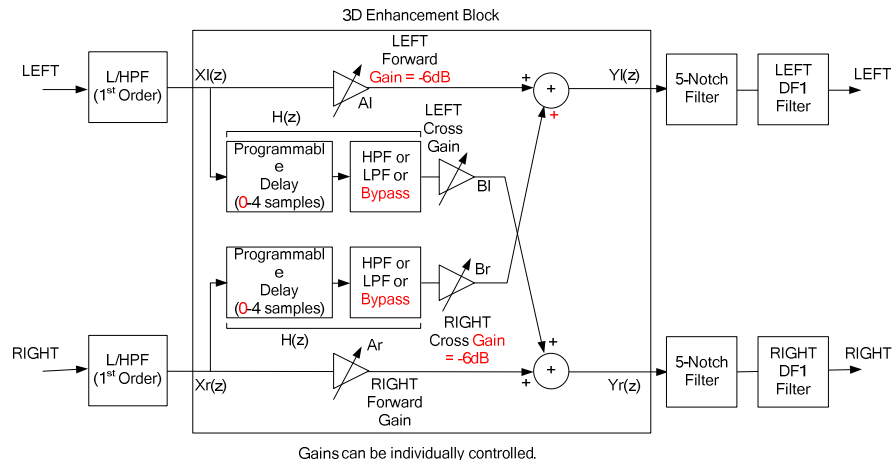 3D Enhancement Block
LEFT
L/HPF
(1st Order)
Xl(z)
LEFT
Forward
Gain = -6dB
Al
+
+
+
Yl(z)
5-Notch
Filter
LEFT
DF1
Filter
LEFT
H(z)
Programmabl
e
Delay
(0-4 samples)
HPF or
LPF or
Bypass
LEFT
Cross
Gain
Bl
Programmabl
e
Delay
(0-4 samples)
HPF or
LPF or
Bypass
Br
H(z)
RIGHT
Cross Gain
= -6dB
RIGHT
L/HPF
(1st Order)
Xr(z)
Ar
RIGHT
Forward
Gain
+
+
+
Yr(z)
5-Notch
Filter
RIGHT
DF1
Filter
RIGHT
Gains can be individually controlled.